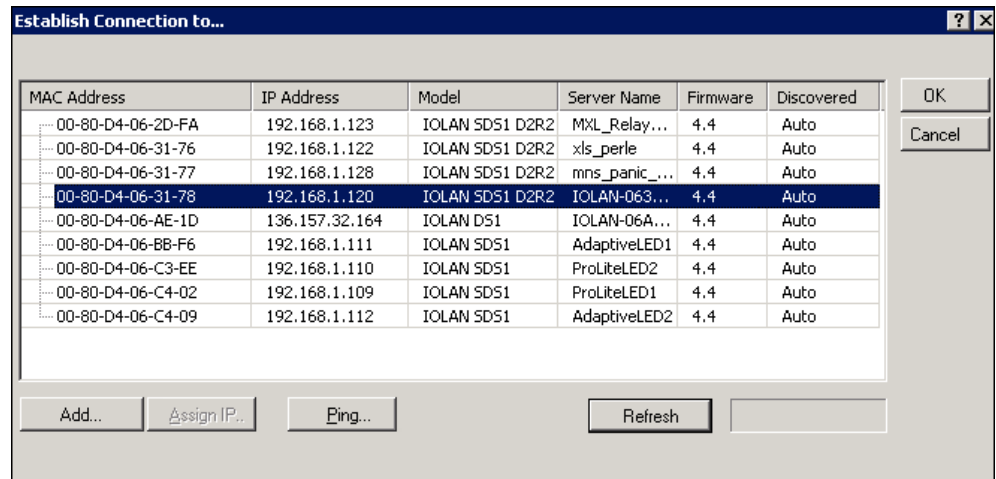 Establish Connection to...
MAC Address IP Address Model Server Name Firmware Discovered
00-80-D4-06-2D-FA 192.168.1.123 IOLAN SDS1 D2R2 MXL_Relay... 4.4 Auto
00-80-D4-06-31-76 192.168.1.122 IOLAN SDS1 D2R2 xls_perle 4.4 Auto
00-80-D4-06-31-77 192.168.1.128 IOLAN SDS1 D2R2 mns_panic_... 4.4 Auto
00-80-D4-06-31-78 192.168.1.120 IOLAN SDS1 D2R2 IOLAN-063... 4.4 Auto
00-80-D4-06-AE-1D 136.157.32.164 IOLAN DS1 IOLAN-06A... 4.4 Auto
00-80-D4-06-BB-F6 192.168.1.111 IOLAN SDS1 AdaptiveLED1 4.4 Auto
00-80-D4-06-C3-EE 192.168.1.110 IOLAN SDS1 ProLiteLED2 4.4 Auto
00-80-D4-06-C4-02 192.168.1.109 IOLAN SDS1 ProLiteLED1 4.4 Auto
00-80-D4-06-C4-09 192.168.1.112 IOLAN SDS1 AdaptiveLED2 4.4 Auto
OK
Cancel
Add... Assign IP.. Ping... Refresh